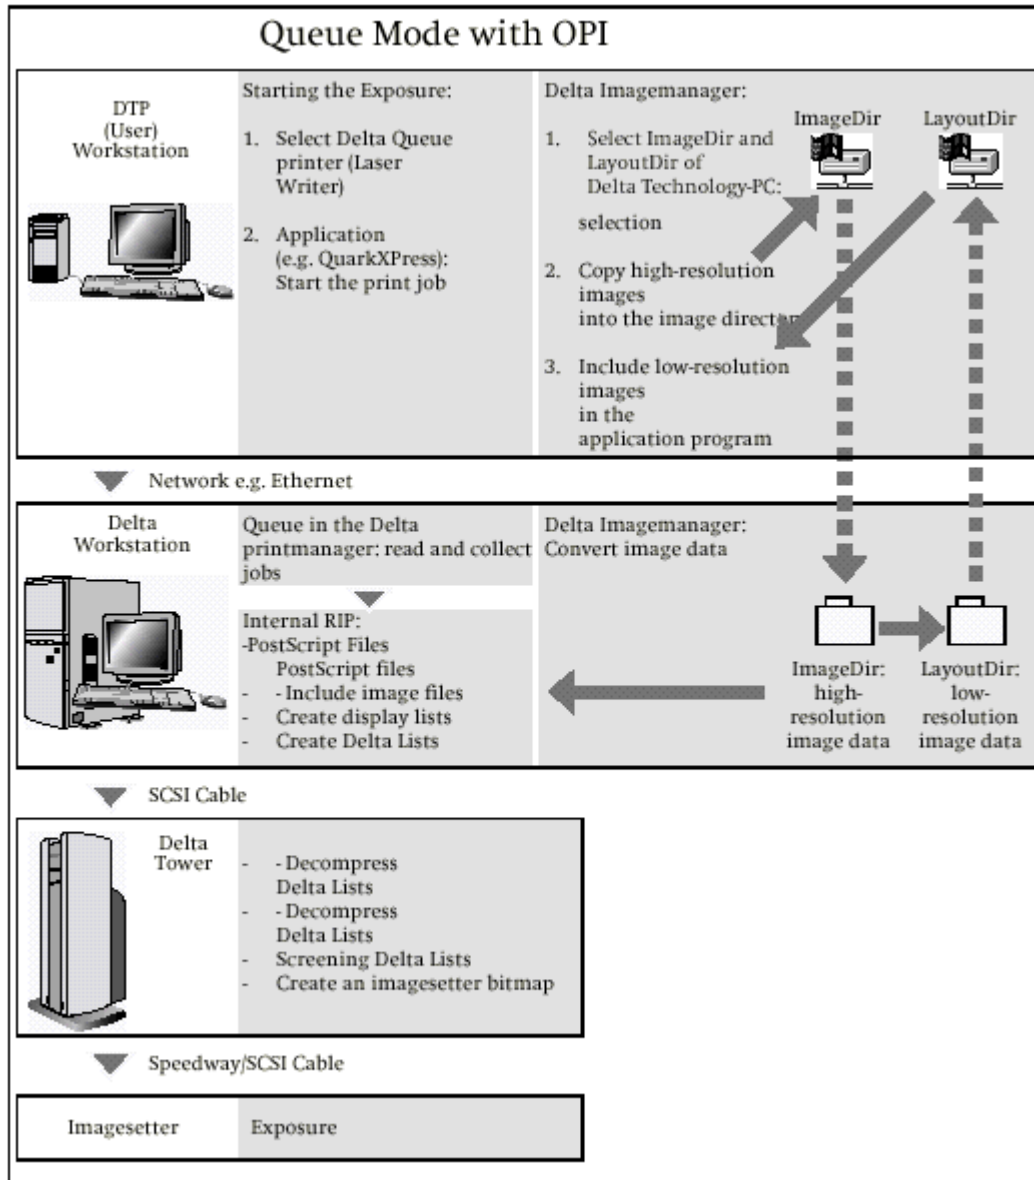 Queue Mode with OPI
DTP
(User)
Workstation
Starting the Exposure:
1. Select Delta Queue
printer (Laser
Writer)
2. Application
(e.g. QuarkXPress):
Start the print job
Delta Imagemanager:
ImageDir
LayoutDir
1. Select ImageDir and
LayoutDir of
Delta Technology-PC:
selection
2. Copy high-resolution
images
into the image director
3. Include low-resolution
images
in the
application program
Network e.g. Ethernet
Delta
Workstation
Queue in the Delta
printmanager: read and collect
jobs
Internal RIP:
-PostScript Files
PostScript files
- - Include image files
- Create display lists
- Create Delta Lists
Delta Imagemanager:
Convert image data
ImageDir:
high-
resolution
image data
LayoutDir:
low-
resolution
image data
SCSI Cable
Delta
Tower
- - Decompress
Delta Lists
- - Decompress
Delta Lists
- Screening Delta Lists
- Create an imagesetter bitmap
Speedway/SCSI Cable
Imagesetter
Exposure